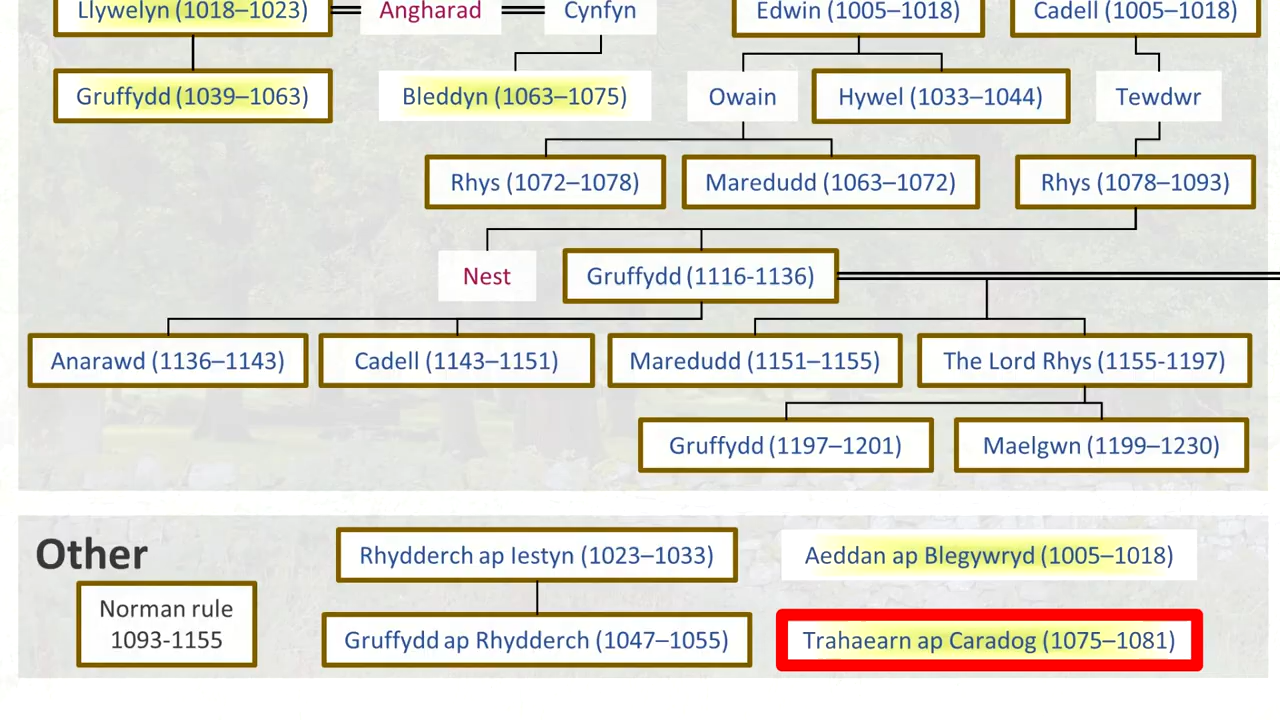 Llywelyn (1018–1023)
Angharad
Cynfyn
Edwin (1005–1018)
Cadell (1005–1018)
Gruffydd (1039–1063)
Bleddyn (1063–1075)
Owain
Hywel (1033–1044)
Tewdwr
Rhys (1072–1078)
Maredudd (1063–1072)
Rhys (1078–1093)
Nest
Gruffydd (1116-1136)
Anarawd (1136–1143)
Cadell (1143–1151)
Maredudd (1151–1155)
The Lord Rhys (1155-1197)
Gruffydd (1197–1201)
Maelgwn (1199–1230)
Other
Rhydderch ap Iestyn (1023–1033)
Aeddan ap Blegywryd (1005–1018)
Norman rule
1093-1155
Gruffydd ap Rhydderch (1047–1055)
Trahaearn ap Caradog (1075–1081)